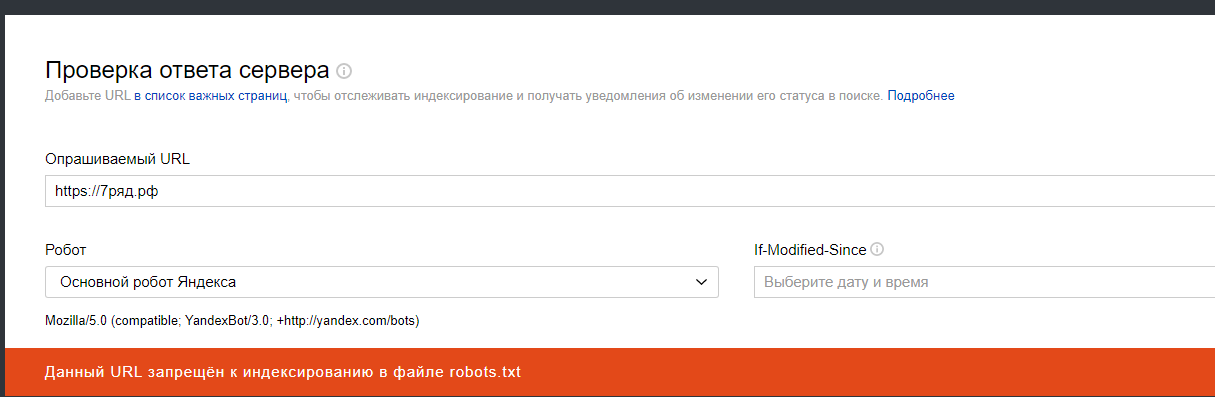 Проверка ответа сервера
Добавьте URL в список важных страниц, чтобы отслеживать индексирование и получать уведомления об изменении его статуса в поиске. Подробнее
Опрашиваемый URL
https://7ряд.рф
Робот
If-Modified-Since
Основной робот Яндекса
Выберите дату и время
Mozilla/5.0 (compatible; YandexBot/3.0; +http://yandex.com/bots)
Данный URL запрещён к индексированию в файле robots.txt